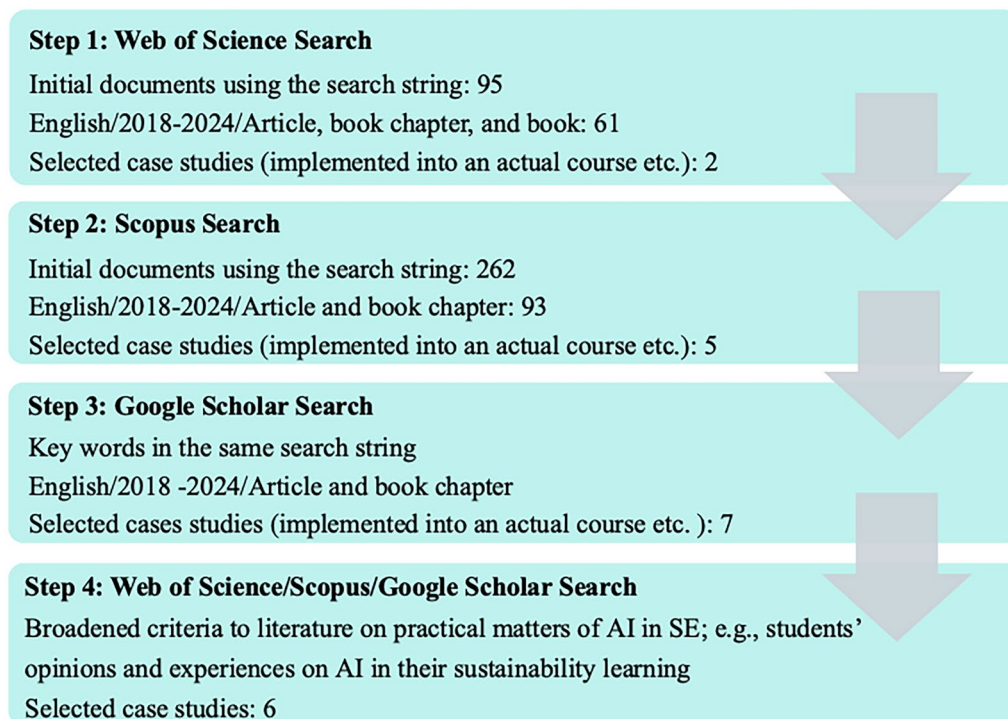 Step 1: Web of Science Search
Initial documents using the search string: 95
English/2018-2024/Article, book chapter, and book: 61
Selected case studies (implemented into an actual course etc.): 2
Step 2: Scopus Search
Initial documents using the search string: 262
English/2018-2024/Article and book chapter: 93
Selected case studies (implemented into an actual course etc.): 5
Step 3: Google Scholar Search
Key words in the same search string
English/2018 -2024/Article and book chapter
Selected cases studies (implemented into an actual course etc. ): 7
Step 4: Web of Science/Scopus/Google Scholar Search
Broadened criteria to literature on practical matters of AI in SE; e.g., students’
opinions and experiences on AI in their sustainability learning
Selected case studies: 6